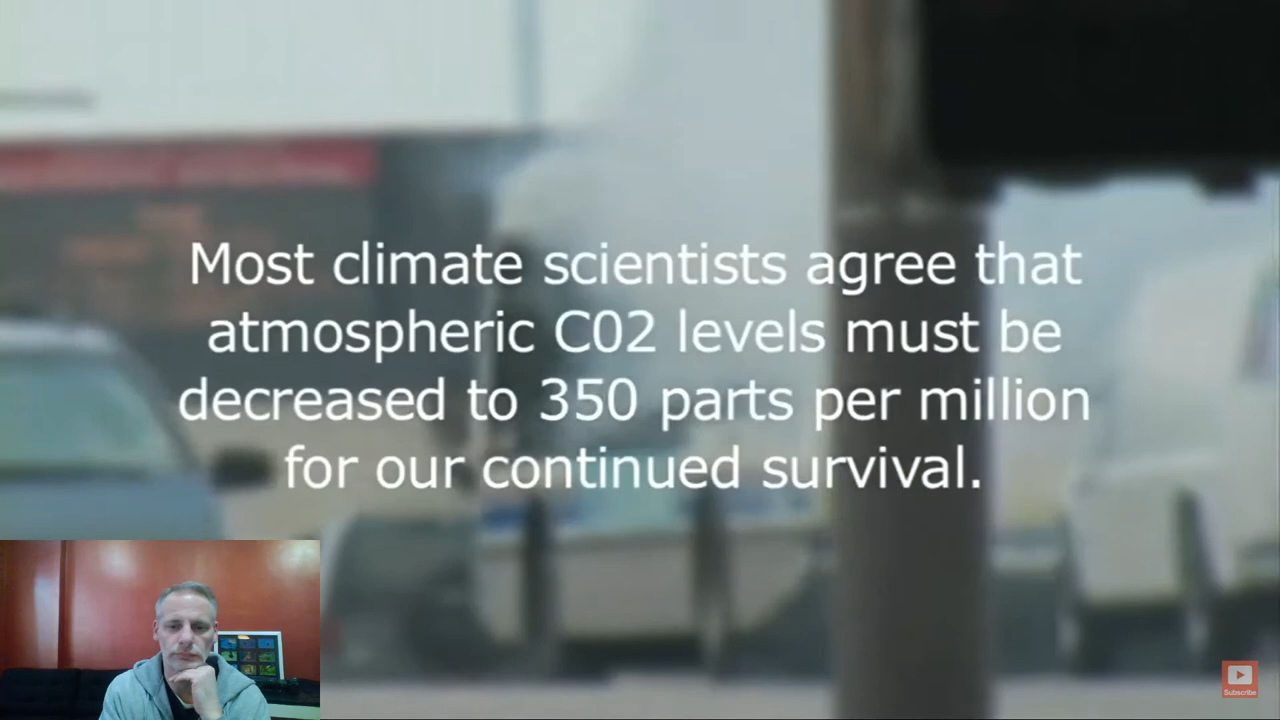 Most climate scientists agree that
atmospheric C02 levels must be
decreased to 350 parts per million
for our continued survival.
Subscribe